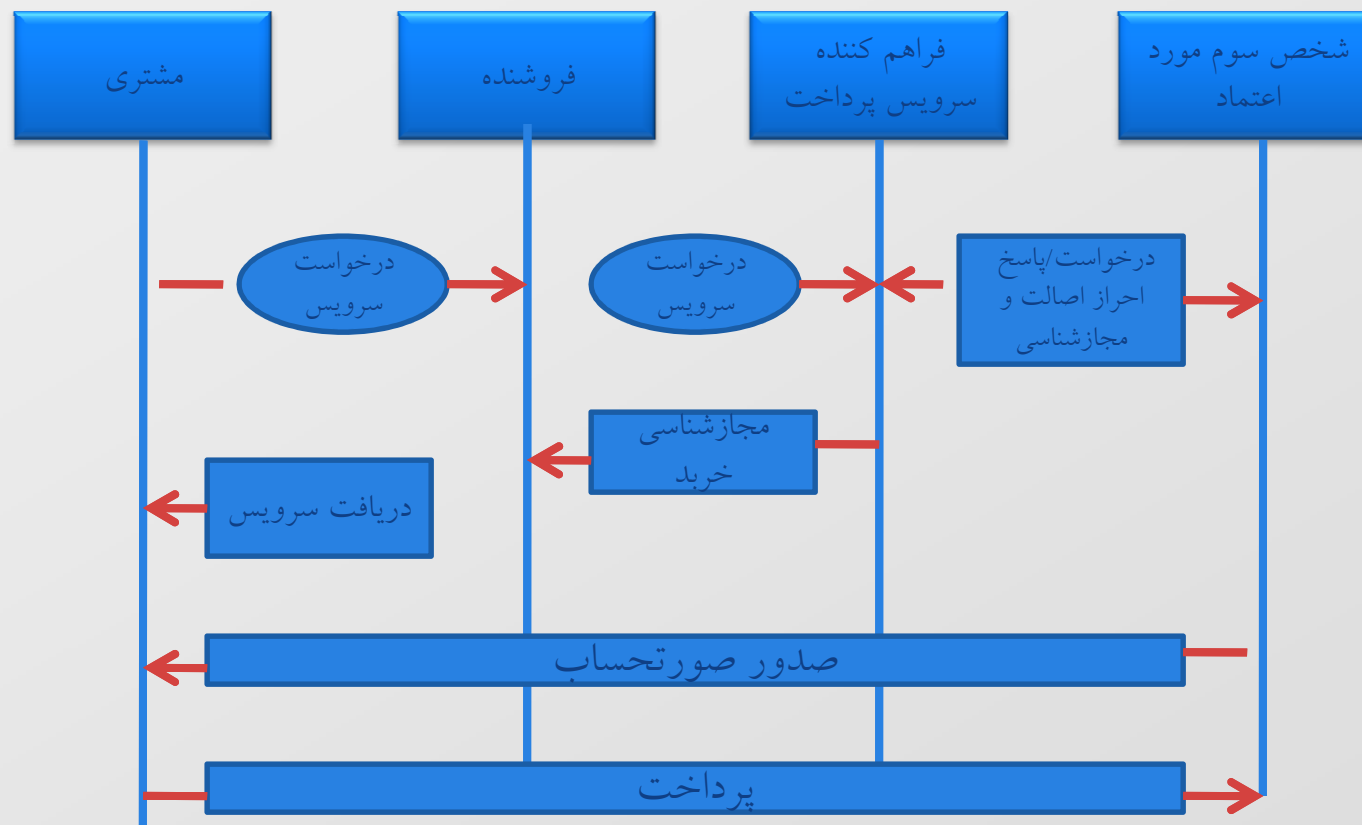 شخص سوم مورد
اعتماد
فراهم کننده
سرویس پرداخت
فروشنده
مشتری
درخواست
سرویس
درخواست
سرویس
درخواست/پاسخ
احراز اصالت و
مجازشناسی
مجازشناسی
خربد
دریافت سرویس
صدور صورتحساب
پرداخت